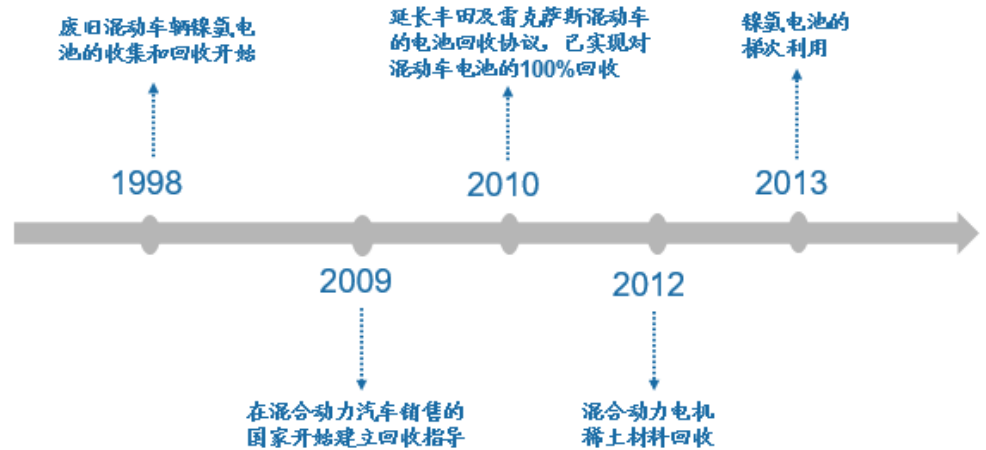 废旧混动车辆镍氢电
池的收集和回收开始
延长丰田及雷克萨斯混动车
的电池回收协议，已实现对
混动车电池的100%回收
镍氢电池的
梯次利用
1998
2010
2013
2009
2012
在混合动力汽车销售的
国家开始建立回收指导
混合动力电机
稀土材料回收